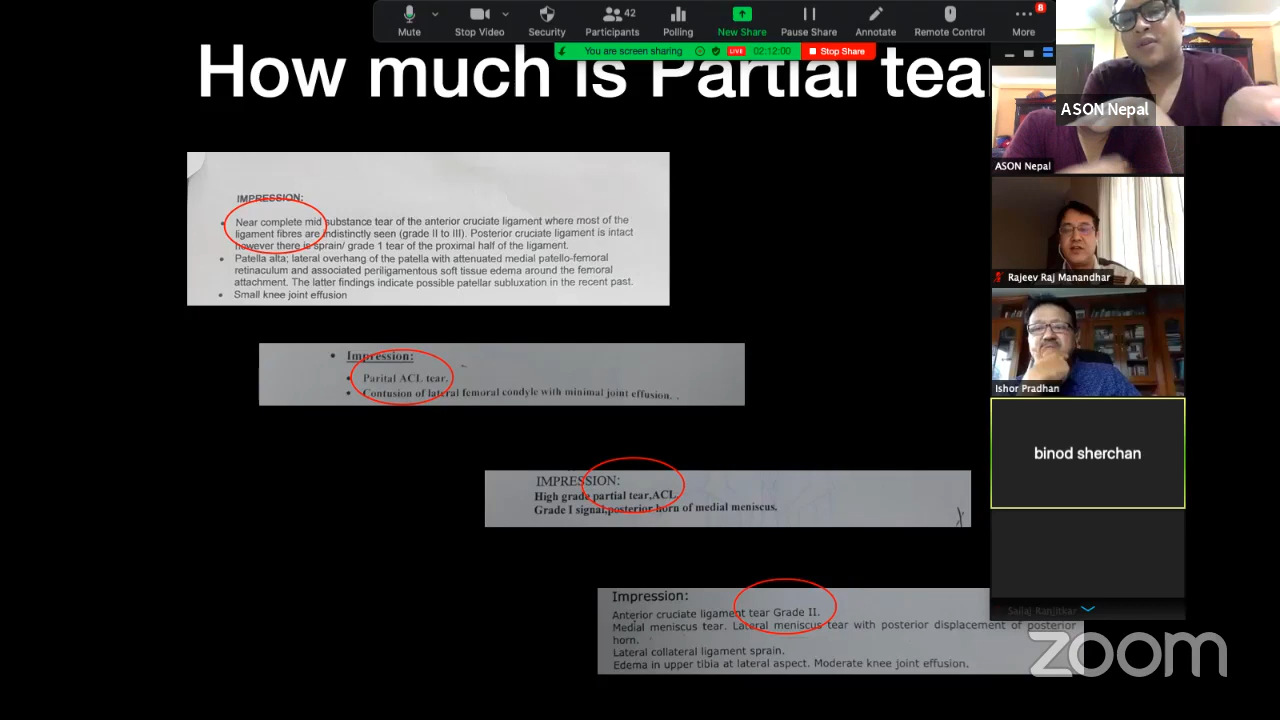 Mute
Stop Video
Security
42
Participants
Polling
New Share
Pause Share
Annotate
Remote Control
8
More
You are screen sharing
LIVE
02:12:00
Stop Share
How much is Partial tea
ASON Nepal
ASON Nepal
Rajeev Raj Manandhar
Ishor Pradhan
binod sherchan
Sailaj Ranjitkar
IMPRESSION:
Near complete mid substance tear of the anterior cruciate ligament where most of the
ligament fibres are indistinctly seen (grade II to III). Posterior cruciate ligament is intact
however there is sprain/ grade 1 tear of the proximal half of the ligament.
Patella alta; lateral overhang of the patella with attenuated medial patello-femoral
retinaculum and associated periligamentous soft tissue edema around the femoral
attachment. The latter findings indicate possible patellar subluxation in the recent past.
Small knee joint effusion
Impression:
Parital ACL tear.
Contusion of lateral femoral condyle with minimal joint effusion. .
IMPRESSION:
High grade partial tear,ACL.
Grade I signal,posterior horn of medial meniscus.
Impression:
Anterior cruciate ligament tear Grade II.
Medial meniscus tear. Lateral meniscus tear with posterior displacement of posterior
horn.
Lateral collateral ligament sprain.
Edema in upper tibia at lateral aspect. Moderate knee joint effusion.
zoom